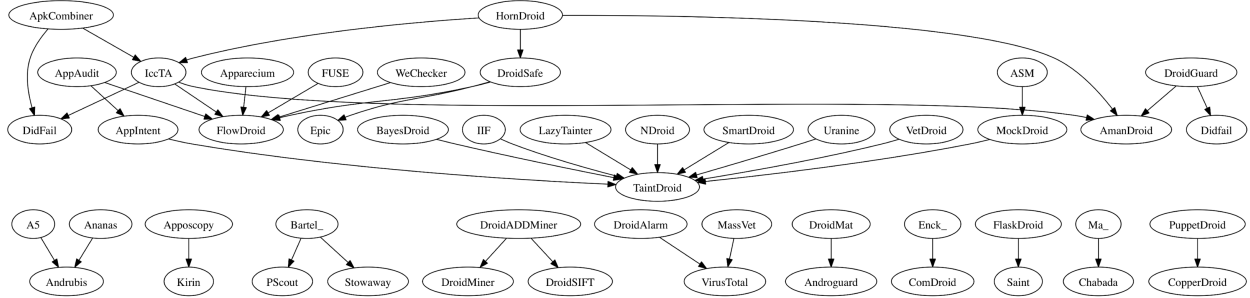 ApkCombiner
HornDroid
AppAudit
IccTA
Apparecium
FUSE
WeChecker
DroidSafe
ASM
DroidGuard
DidFail
AppIntent
FlowDroid
Epic
BayesDroid
IIF
LazyTainter
NDroid
SmartDroid
Uranine
VetDroid
MockDroid
AmanDroid
Didfail
TaintDroid
A5
Ananas
Apposcopy
Bartel_
DroidADDMiner
DroidAlarm
MassVet
DroidMat
Enck_
FlaskDroid
Ma_
PuppetDroid
Andrubis
Kirin
PScout
Stowaway
DroidMiner
DroidSIFT
VirusTotal
Androguard
ComDroid
Saint
Chabada
CopperDroid